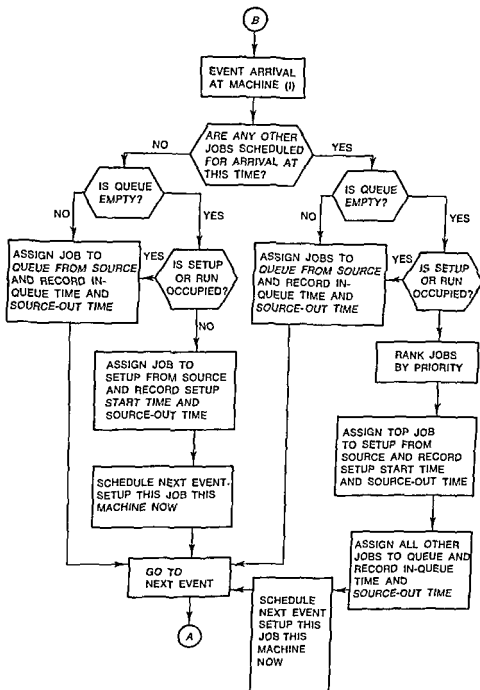 B
EVENT ARRIVAL
AT MACHINE (I)
ARE ANY OTHER
JOBS SCHEDULED
FOR ARRIVAL AT
THIS TIME?
NO
YES
IS QUEUE
EMPTY?
NO
YES
ASSIGN JOB TO
QUEUE FROM SOURCE
AND RECORD IN-
QUEUE TIME AND
SOURCE-OUT TIME
YES
IS SETUP
OR RUN
OCCUPIED?
NO
ASSIGN JOB TO
SETUP FROM SOURCE
AND RECORD SETUP
START TIME AND
SOURCE-OUT TIME
SCHEDULE NEXT EVENT.
SETUP THIS JOB THIS
MACHINE NOW
IS QUEUE
EMPTY?
NO
YES
ASSIGN JOBS TO
QUEUE FROM SOURCE
AND RECORD IN-
QUEUE TIME AND
SOURCE-OUT TIME
YES
IS SETUP
OR RUN
OCCUPIED?
RANK JOBS
BY PRIORITY
ASSIGN TOP JOB
TO SETUP FROM
SOURCE AND RECORD
SETUP START TIME
AND SOURCE-OUT TIME
ASSIGN ALL OTHER
JOBS TO QUEUE AND
RECORD IN-QUEUE
TIME AND
SOURCE-OUT TIME
SCHEDULE
NEXT EVENT
SETUP THIS
JOB THIS
MACHINE
NOW
GO TO
NEXT EVENT
A